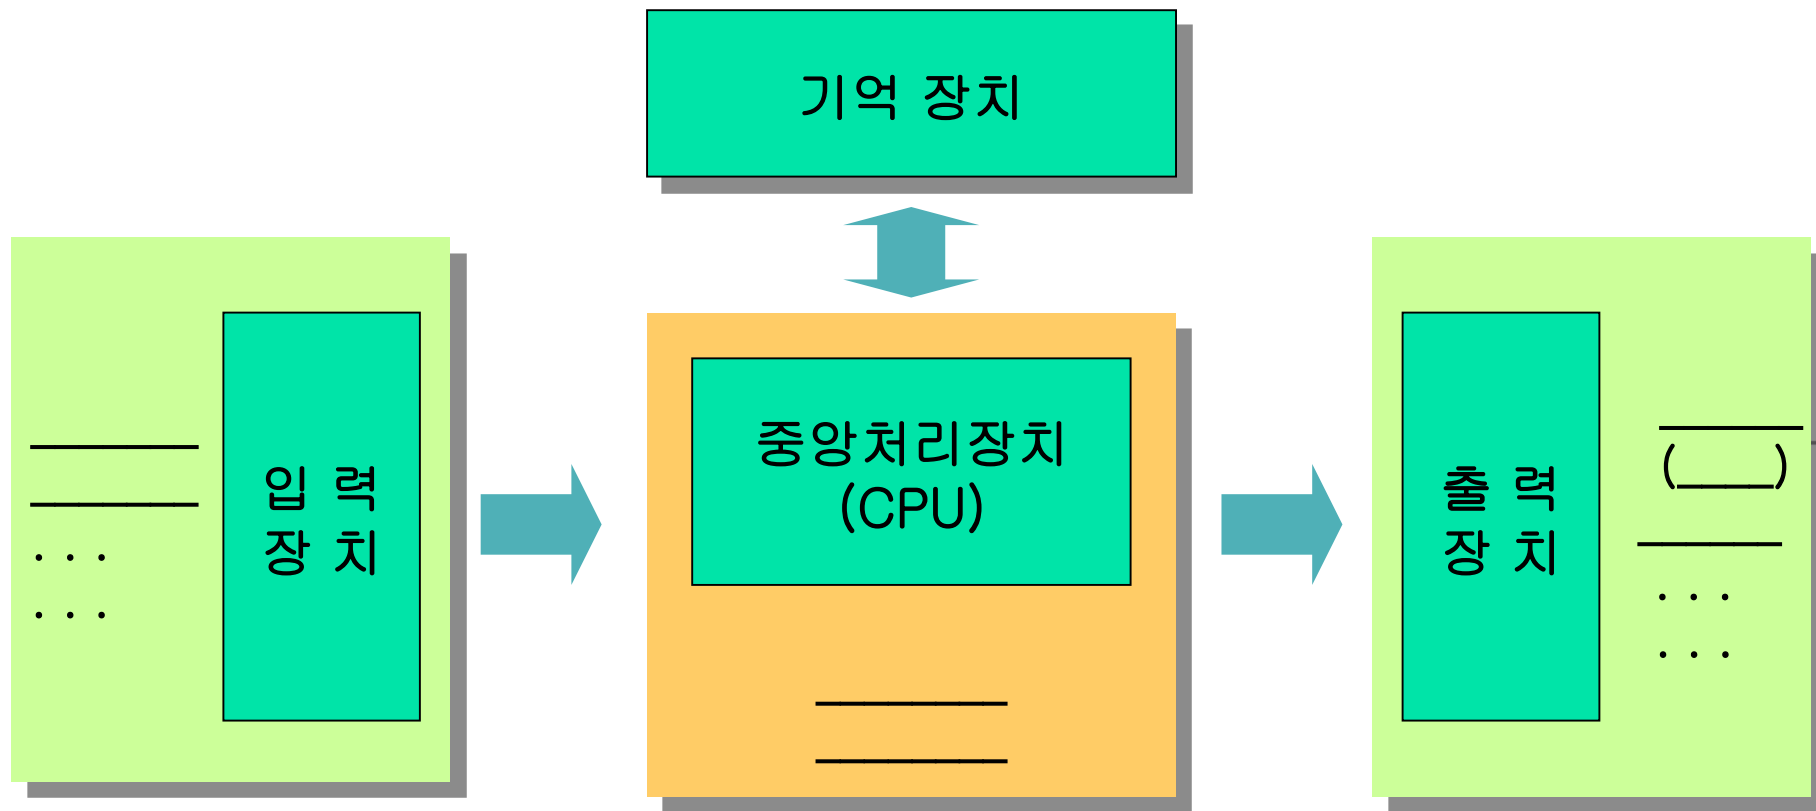 기억 장치
입 력
장 치
. . .
. . .
중앙처리장치
(CPU)
출 력
장 치
(____)
. . .
. . .